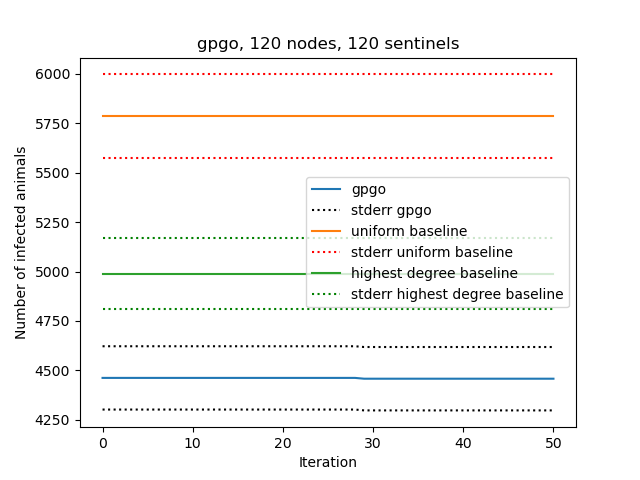 gpgo, 120 nodes, 120 sentinels
Number of infected animals
6000
5750
5500
5250
5000
4750
4500
4250
gpgo
stderr gpgo
uniform baseline
stderr uniform baseline
highest degree baseline
stderr highest degree baseline
0 10 20 30 40 50
Iteration